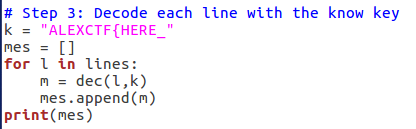 # Step 3: Decode each line with the know key
k = "ALEXCTF{HERE_"
mes = []
for l in lines:
    m = dec(l,k)
    mes.append(m)
print(mes)